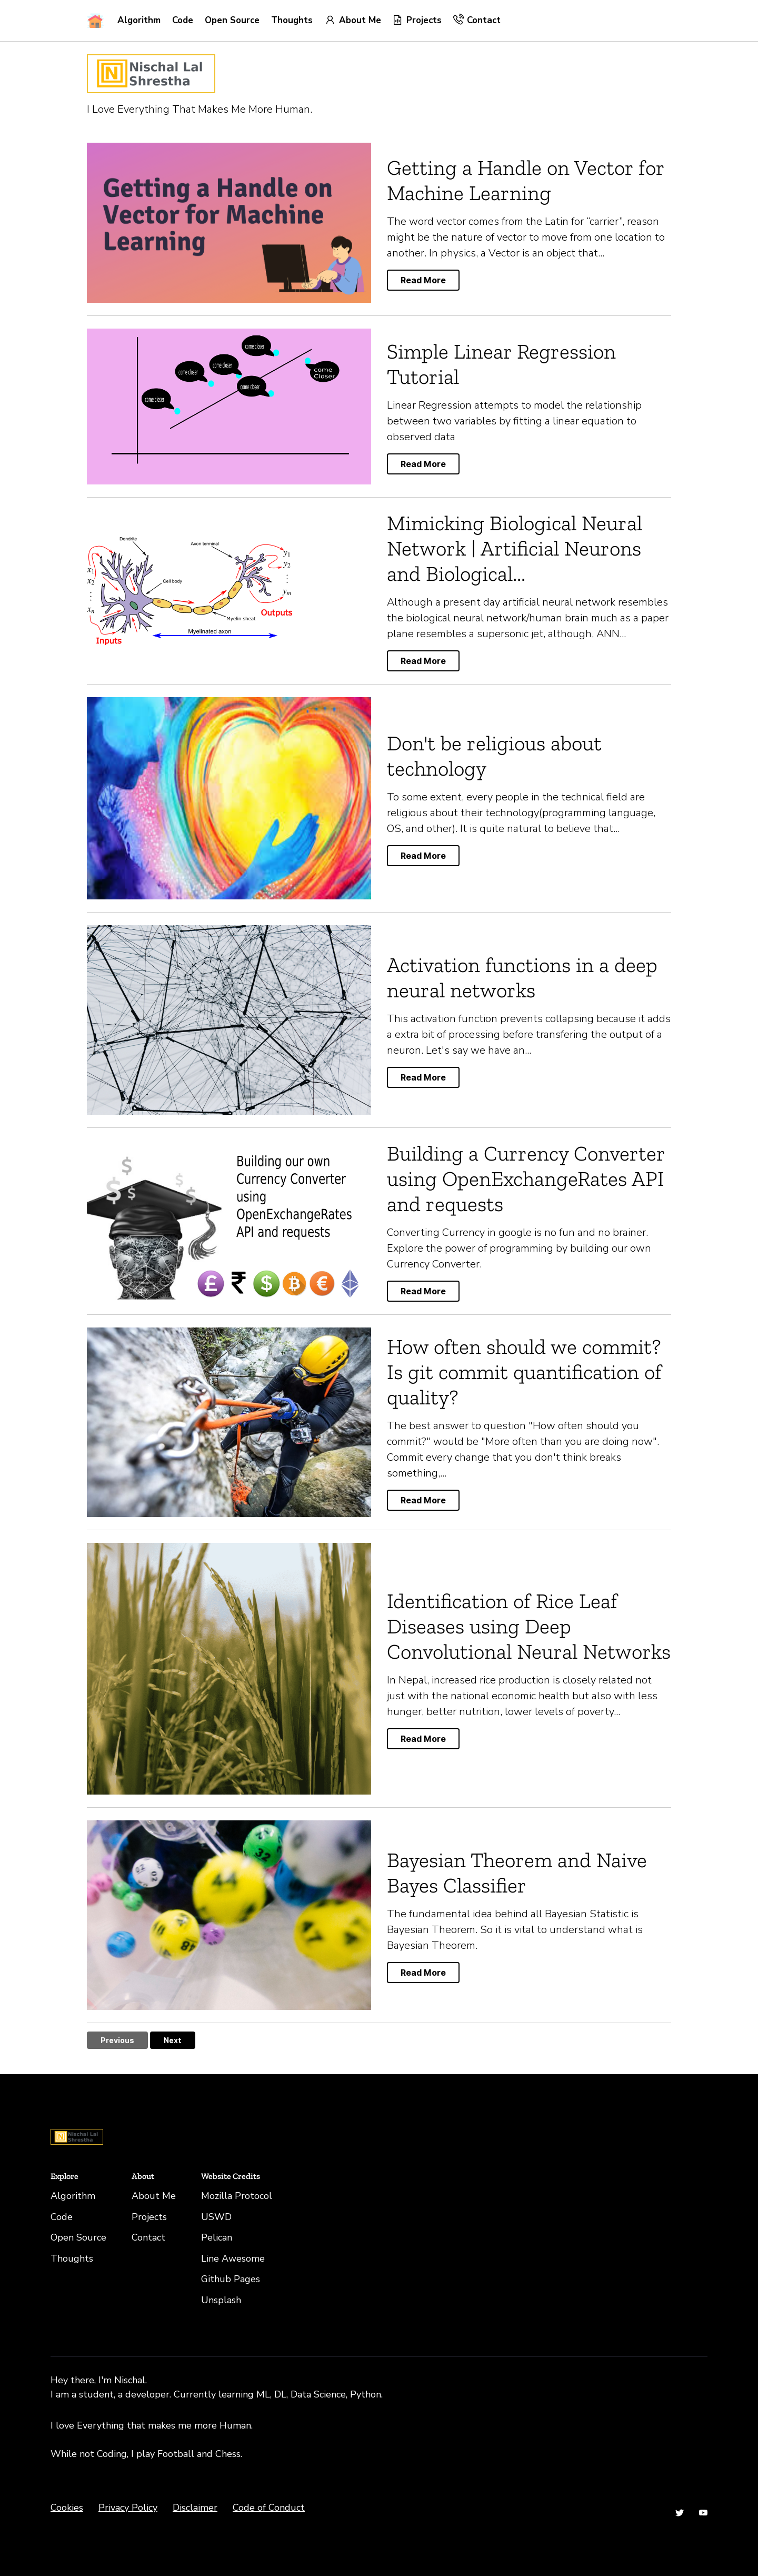 Algorithm Code Open Source Thoughts About Me Projects Contact
Nischal Lal
Shrestha
I Love Everything That Makes Me More Human.
Getting a Handle on
Vector for Machine
Learning
Getting a Handle on Vector for
Machine Learning
The word vector comes from the Latin for “carrier”, reason
might be the nature of vector to move from one location to
another. In physics, a Vector is an object that...
Read More
come closer
come closer
come closer
come closer
come closer
come
Closer
Simple Linear Regression
Tutorial
Linear Regression attempts to model the relationship
between two variables by fitting a linear equation to
observed data
Read More
Dendrite
Axon terminal
Cell body
Myelin sheat
Myelinated axon
Inputs
Outputs
x1
x2
xn
y1
y2
ym
Mimicking Biological Neural
Network | Artificial Neurons
and Biological...
Although a present day artificial neural network resembles
the biological neural network/human brain much as a paper
plane resembles a supersonic jet, although, ANN...
Read More
Don't be religious about
technology
To some extent, every people in the technical field are
religious about their technology(programming language,
OS, and other). It is quite natural to believe that...
Read More
Activation functions in a deep
neural networks
This activation function prevents collapsing because it adds
a extra bit of processing before transfering the output of a
neuron. Let's say we have an...
Read More
Building our own
Currency Converter
using
OpenExchangeRates
API and requests
Building a Currency Converter
using OpenExchangeRates API
and requests
Converting Currency in google is no fun and no brainer.
Explore the power of programming by building our own
Currency Converter.
Read More
How often should we commit?
Is git commit quantification of
quality?
The best answer to question "How often should you
commit?" would be "More often than you are doing now".
Commit every change that you don't think breaks
something,...
Read More
Identification of Rice Leaf
Diseases using Deep
Convolutional Neural Networks
In Nepal, increased rice production is closely related not
just with the national economic health but also with less
hunger, better nutrition, lower levels of poverty...
Read More
32
Bayesian Theorem and Naive
Bayes Classifier
The fundamental idea behind all Bayesian Statistic is
Bayesian Theorem. So it is vital to understand what is
Bayesian Theorem.
Read More
Previous Next
Nischal Lal
Shrestha
Explore
Algorithm
Code
Open Source
Thoughts
About
About Me
Projects
Contact
Website Credits
Mozilla Protocol
USWD
Pelican
Line Awesome
Github Pages
Unsplash
Hey there, I'm Nischal.
I am a student, a developer. Currently learning ML, DL, Data Science, Python.
I love Everything that makes me more Human.
While not Coding, I play Football and Chess.
Cookies Privacy Policy Disclaimer Code of Conduct